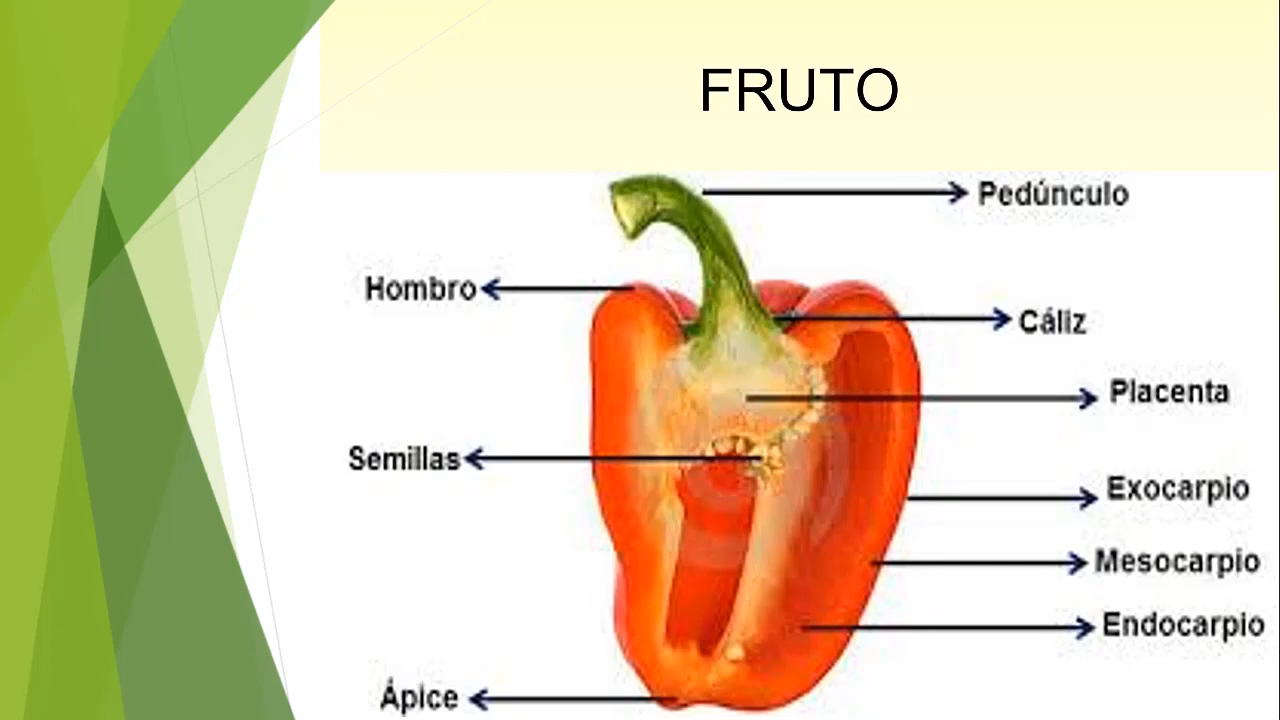 FRUTO
Pedúnculo
Hombro
Cáliz
Placenta
Semillas
Exocarpio
Mesocarpio
Endocarpio
Ápice